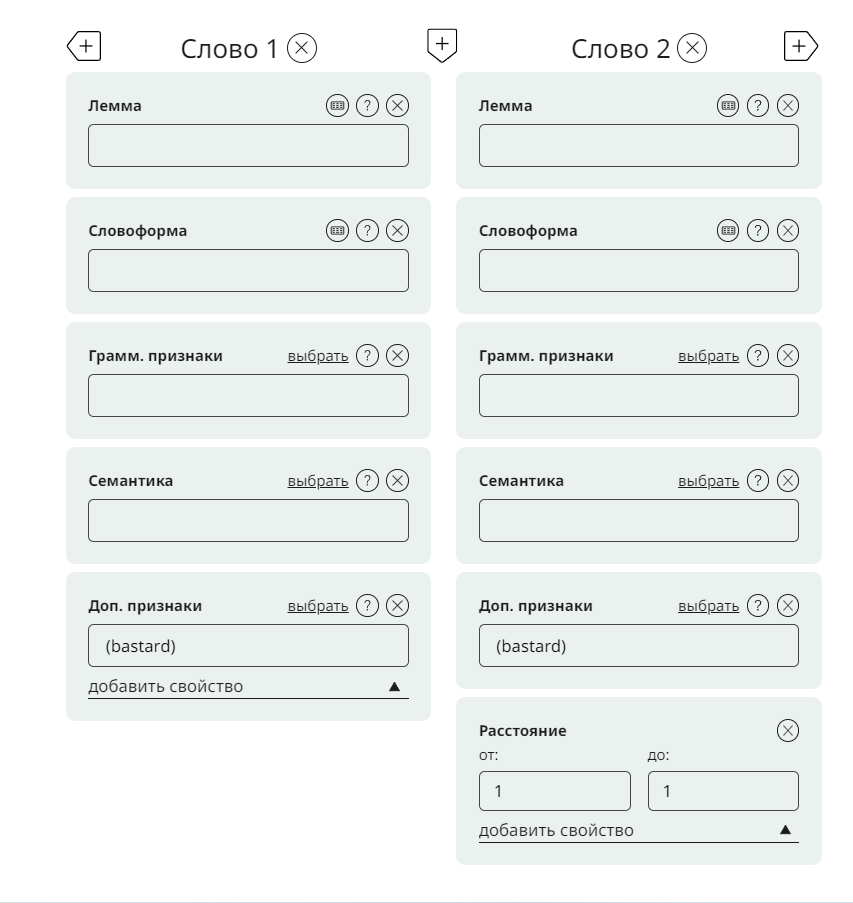 Слово 1
Лемма
Словоформа
Грамм. признаки выбрать
Семантика выбрать
Доп. признаки выбрать
(bastard)
добавить свойство
Слово 2
Лемма
Словоформа
Грамм. признаки выбрать
Семантика выбрать
Доп. признаки выбрать
(bastard)
Расстояние
от: до:
1 1
добавить свойство